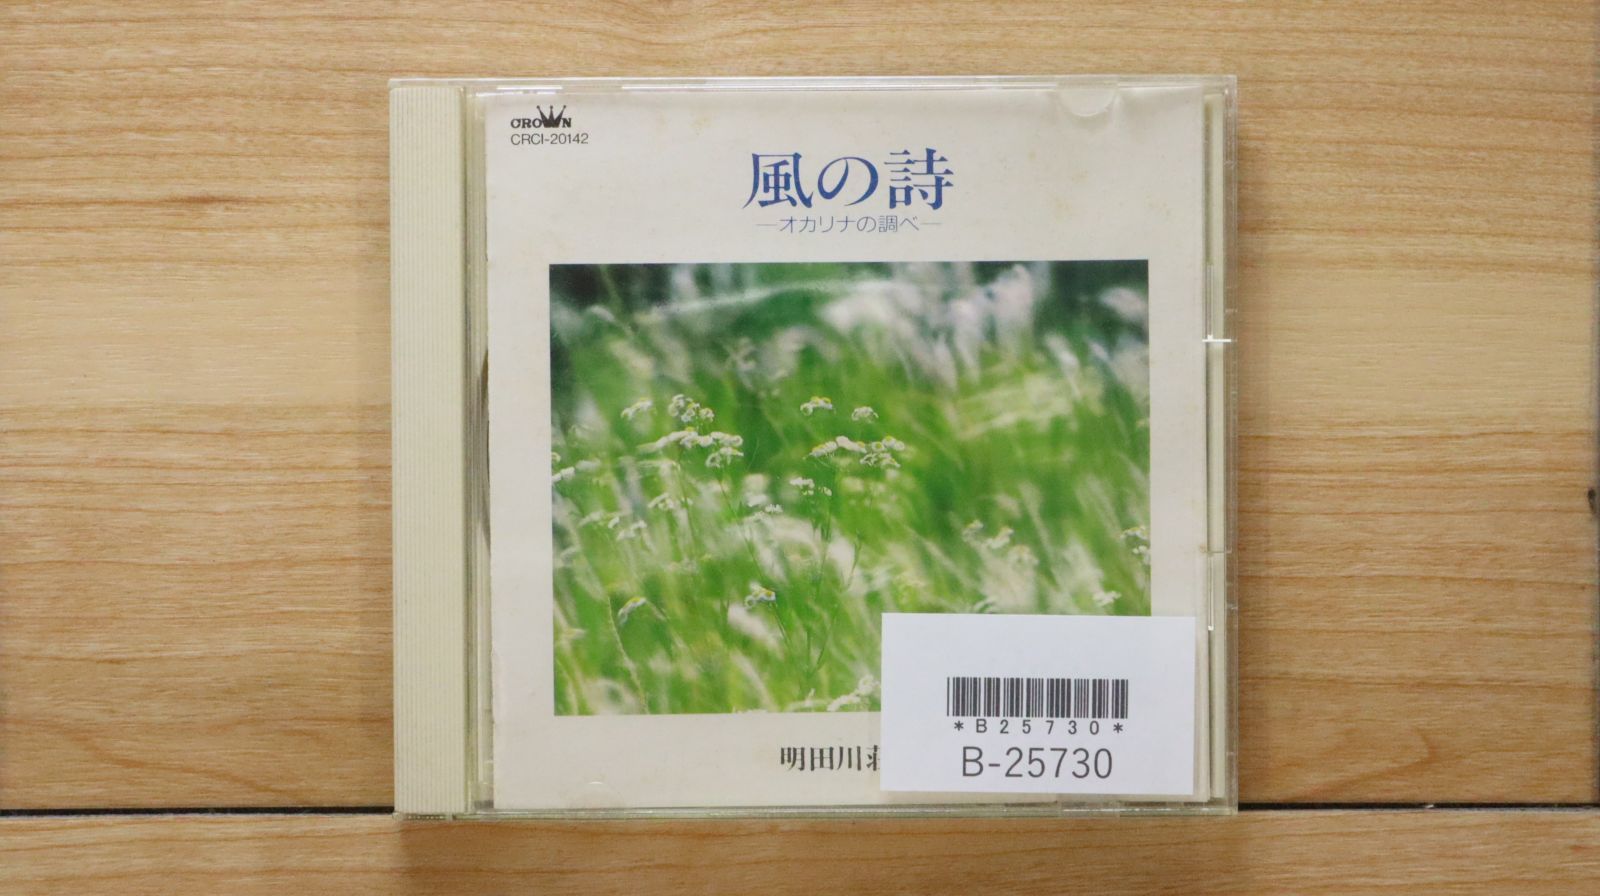 CROWN
CRCI-20142
風の詩
─オカリナの調べ─
明田川
*B25730*
B-25730